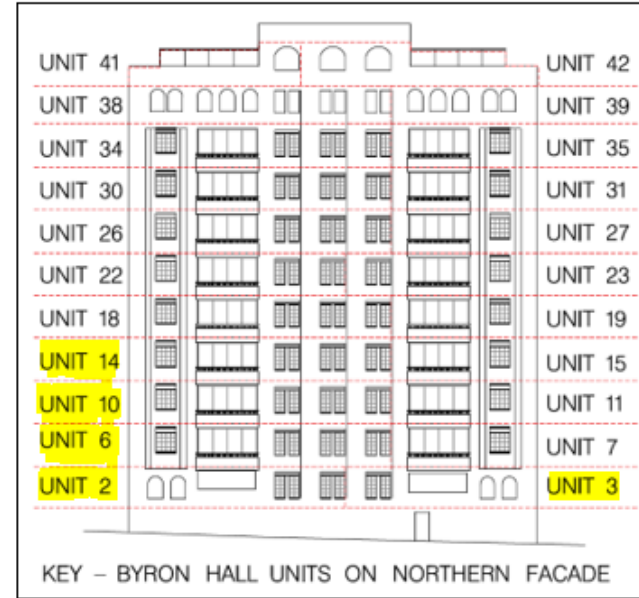 UNIT 41 UNIT 42
UNIT 38 UNIT 39
UNIT 34 UNIT 35
UNIT 30 UNIT 31
UNIT 26 UNIT 27
UNIT 22 UNIT 23
UNIT 18 UNIT 19
UNIT 14 UNIT 15
UNIT 10 UNIT 11
UNIT 6 UNIT 7
UNIT 2 UNIT 3
KEY – BYRON HALL UNITS ON NORTHERN FACADE